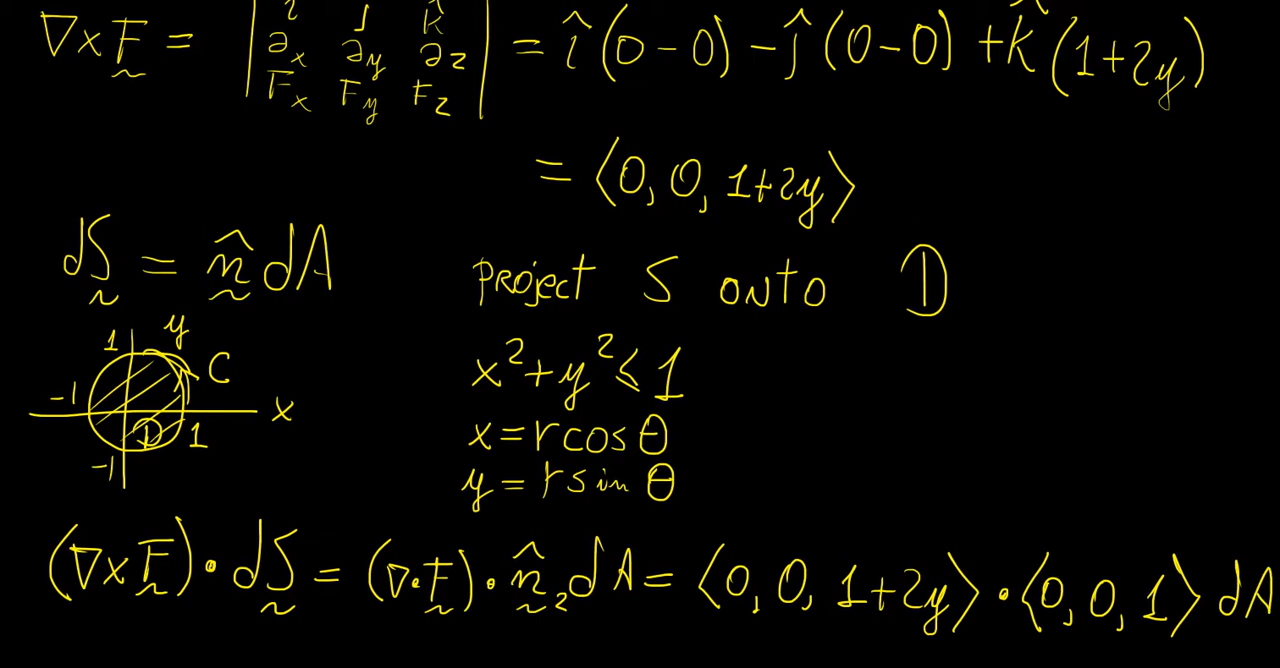 ∇×F = | î ĵ k̂ | = î(0-0) - ĵ(0-0) + k̂(1+2y)
∂x ∂y ∂z
Fx Fy Fz
= ⟨0, 0, 1+2y⟩
dS = n̂ dA
project S onto D
y
1
C
-1
x
D
1
-1
x²+y² ≤ 1
x = r cos θ
y = r sin θ
(∇×F)·dS = (∇·F)·n̂₂ dA = ⟨0, 0, 1+2y⟩·⟨0, 0, 1⟩ dA